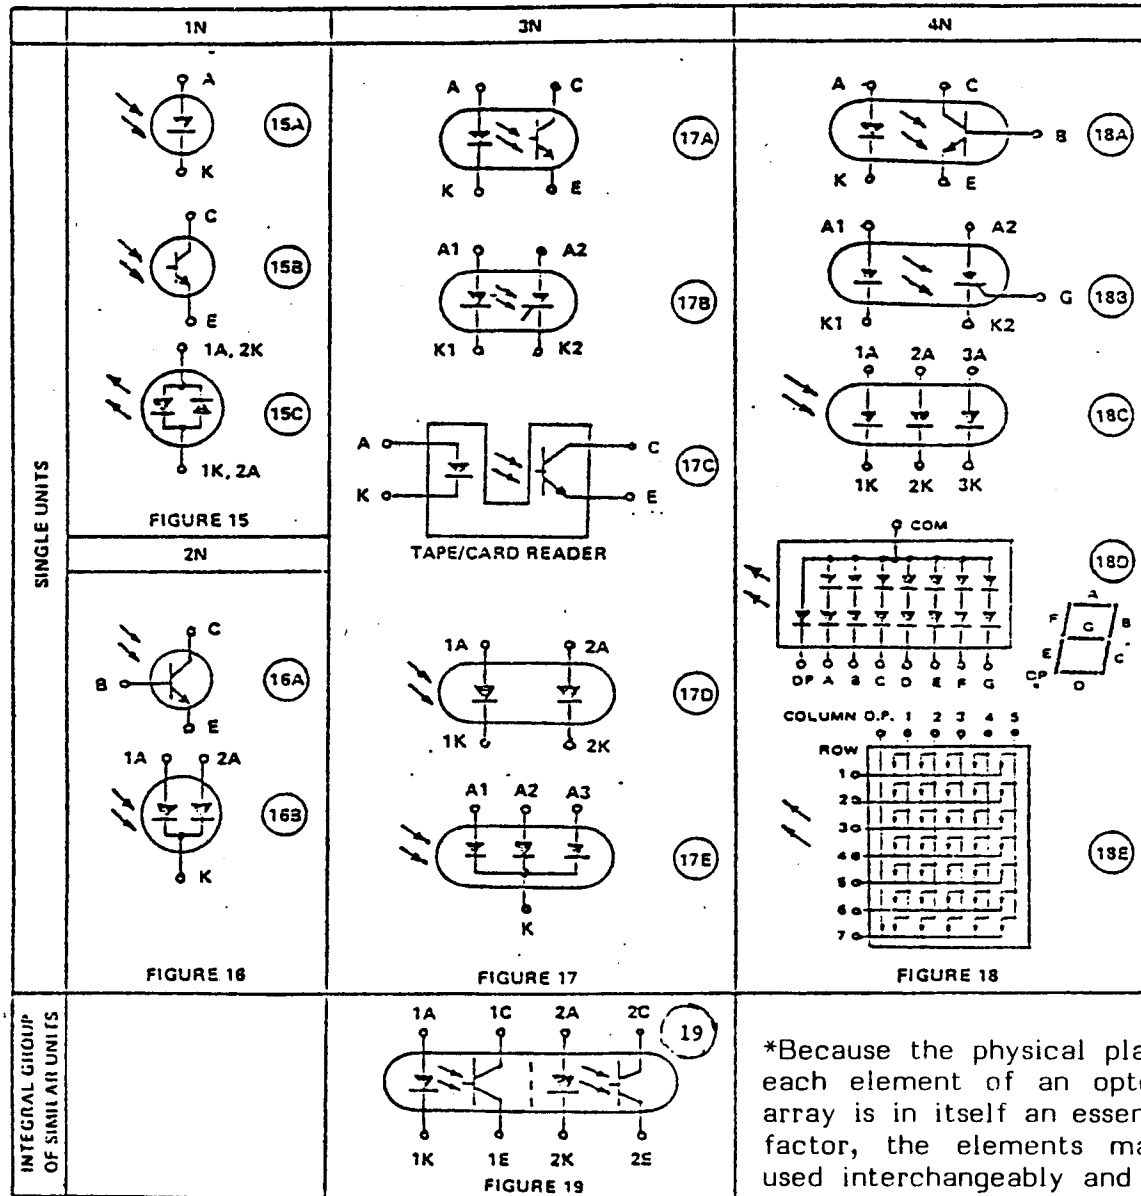 1N
3N
4N
SINGLE UNITS
A
15A
K
C
15B
E
1A, 2K
15C
1K, 2A
FIGURE 15
2N
C
B
16A
E
1A 2A
16B
K
FIGURE 16
A C
17A
K E
A1 A2
17B
K1 K2
A C
17C
K E
TAPE/CARD READER
1A 2A
17D
1K 2K
A1 A2 A3
17E
K
FIGURE 17
A C
B 18A
K E
A1 A2
G 18B
K1 K2
1A 2A 3A
18C
1K 2K 3K
COM
18D
DP A B C D E F G
A
F G B
E C
DP D
COLUMN D.P. 1 2 3 4 5
ROW
1
2
3
4
5
6
7
18E
FIGURE 18
INTEGRAL GROUP
OF SIMILAR UNITS
1A 1C 2A 2C
19
1K 1E 2K 2E
FIGURE 19
*Because the physical pla
each element of an opt
array is in itself an essen
factor, the elements ma
used interchangeably and